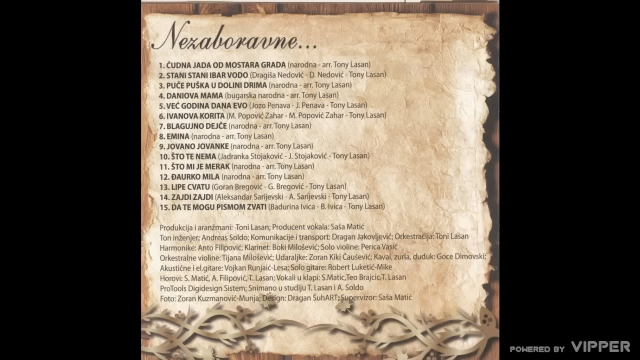 Nezaboravne...
1. ČUDNA JADA OD MOSTARA GRADA (narodna - arr. Tony Lasan)
2. STANI STANI IBAR VODO (Dragiša Nedović - D. Nedović - Tony Lasan)
3. PUČE PUŠKA U DOLINI DRIMA (narodna - arr. Tony Lasan)
4. DANIOVA MAMA (bugarska narodna - arr. Tony Lasan)
5. VEĆ GODINA DANA EVO (Jozo Penava - J. Penava - Tony Lasan)
6. IVANOVA KORITA (M. Popović Zahar - M. Popović Zahar - Tony Lasan)
7. BLAGUJNO DEJČE (narodna - arr. Tony Lasan)
8. EMINA (narodna - arr. Tony Lasan)
9. JOVANO JOVANKE (narodna - arr. Tony Lasan)
10. ŠTO TE NEMA (Jadranka Stojaković - J. Stojaković - Tony Lasan)
11. ŠTO MI JE MERAK (narodna - arr. Tony Lasan)
12. ĐAURKO MILA (narodna - arr. Tony Lasan)
13. LIPE CVATU (Goran Bregović - G. Bregović - Tony Lasan)
14. ZAJDI ZAJDI (Aleksandar Sarijevski - A. Sarijevski - Tony Lasan)
15. DA TE MOGU PISMOM ZVATI (Badurina Ivica - B. Ivica - Tony Lasan)
Produkcija i aranžmani: Toni Lasan; Producent vokala: Saša Matić
Ton inženjer; Andreas Soldo; Komunikacije i transport: Dragan Jakovljević; Orkestracija: Toni Lasan
Harmonike: Anto Filipović; Klarinet: Boki Milošević; Solo violine: Perica Vasić
Orkestralne violine: Tijana Milošević; Udaraljke: Zoran Kiki Čaušević; Kaval, zurla, duduk: Goce Dimovski;
Akustične i el.gitare: Vojkan Runjaić-Lesa; Solo gitare: Robert Luketić-Mike
Horovi: S. Matić, A. Filipović, T. Lasan; Vokali u klapi: S.Matić,Teo Brajcic,T. Lasan
ProTools Digidesign Sistem; Snimano u studiju T. Lasan i A. Soldo
Foto: Zoran Kuzmanović-Munja; Design: Dragan SuhART; Supervizor: Saša Matić
POWERED BY VIPPER